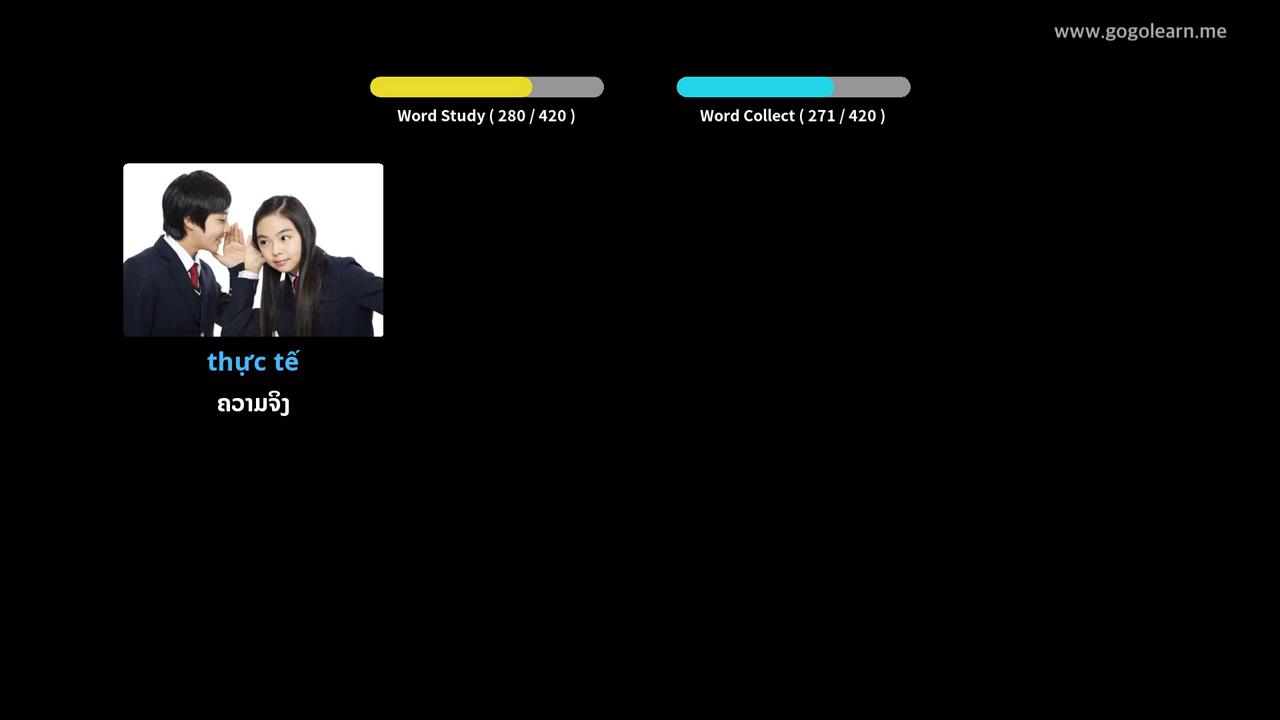 www.gogolearn.me
Word Study ( 280 / 420 )
Word Collect ( 271 / 420 )
thực tế
ຄວາມຈິງ